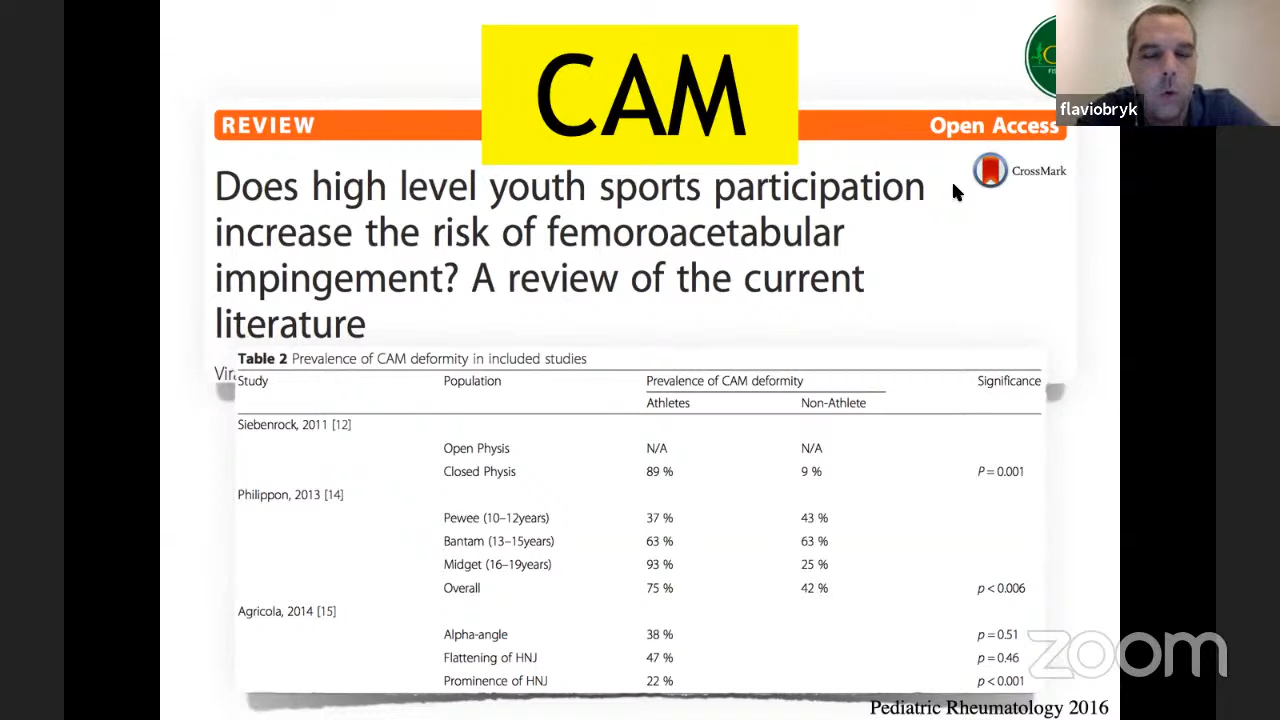 CAM
flaviobryk
REVIEW
Open Access
CrossMark
Does high level youth sports participation
increase the risk of femoroacetabular
impingement? A review of the current
literature
Table 2 Prevalence of CAM deformity in included studies
Study Population Prevalence of CAM deformity Significance
Athletes Non-Athlete
Siebenrock, 2011 [12]
Open Physis N/A N/A
Closed Physis 89 % 9 % P = 0.001
Philippon, 2013 [14]
Pewee (10–12years) 37 % 43 %
Bantam (13–15years) 63 % 63 %
Midget (16–19years) 93 % 25 %
Overall 75 % 42 % p < 0.006
Agricola, 2014 [15]
Alpha-angle 38 % p = 0.51
Flattening of HNJ 47 % p = 0.46
Prominence of HNJ 22 % p < 0.001
zoom
Pediatric Rheumatology 2016